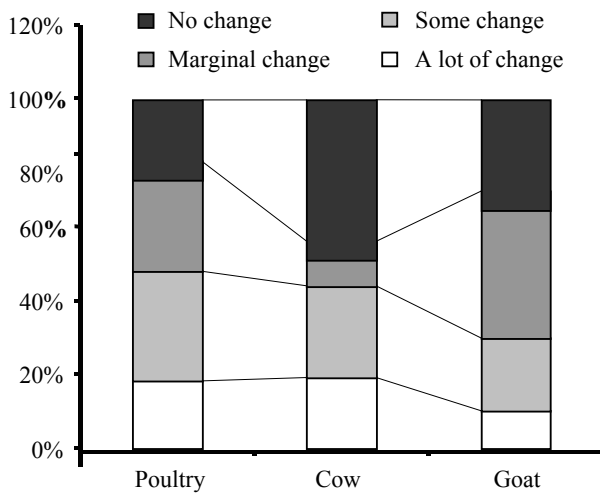 120%
No change
Some change
Marginal change
A lot of change
100%
80%
60%
40%
20%
0%
Poultry
Cow
Goat